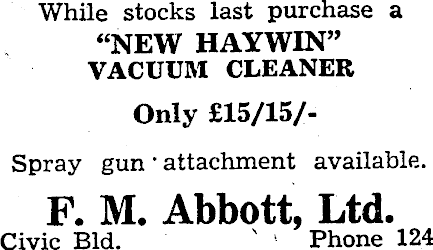 While stocks last purchase a
"NEW HAYWIN"
VACUUM CLEANER
Only £15/15/-
Spray gun attachment available.
F. M. Abbott, Ltd.
Civic Bld. Phone 124